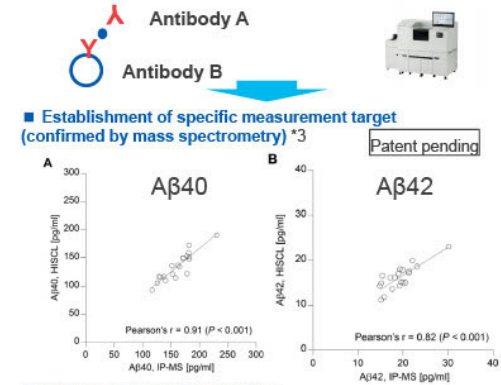 Antibody A
Antibody B
■ Establishment of specific measurement target
(confirmed by mass spectrometry) *3
Patent pending
A
Aβ40
300
250
200
150
100
50
0
Aβ40, HISCL [pg/ml]
Pearson's r = 0.91 (P < 0.001)
0 50 100 150 200 250 300
Aβ40, IP-MS [pg/ml]
B
Aβ42
40
30
20
10
0
Aβ42, HISCL [pg/ml]
Pearson's r = 0.82 (P < 0.001)
0 10 20 30 40
Aβ42, IP-MS [pg/ml]